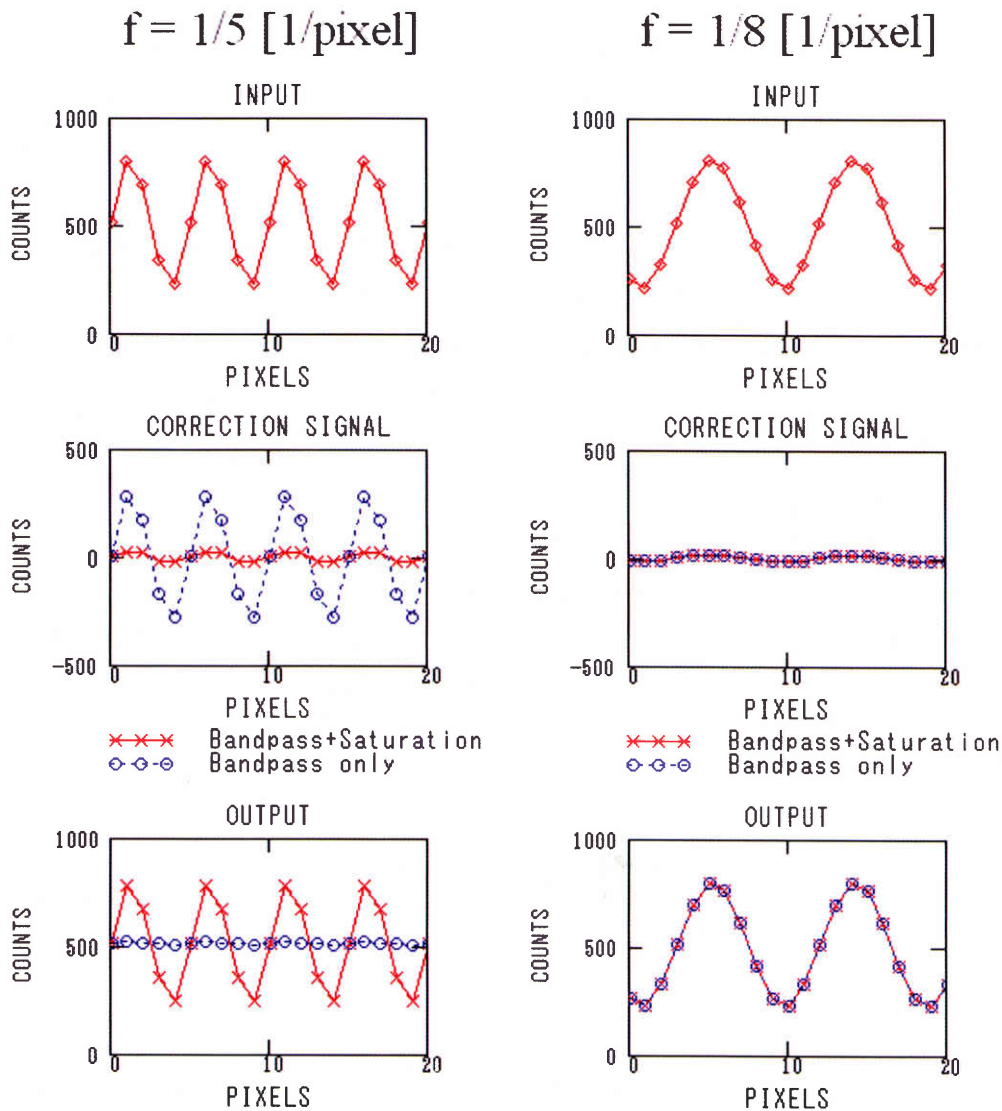 f = 1/5 [1/pixel]
INPUT
1000
500
0
COUNTS
0
10
20
PIXELS
CORRECTION SIGNAL
500
0
-500
COUNTS
0
10
20
PIXELS
Bandpass+Saturation
Bandpass only
OUTPUT
1000
500
0
COUNTS
0
10
20
PIXELS
f = 1/8 [1/pixel]
INPUT
1000
500
0
COUNTS
0
10
20
PIXELS
CORRECTION SIGNAL
500
0
-500
COUNTS
0
10
20
PIXELS
Bandpass+Saturation
Bandpass only
OUTPUT
1000
500
0
COUNTS
0
10
20
PIXELS